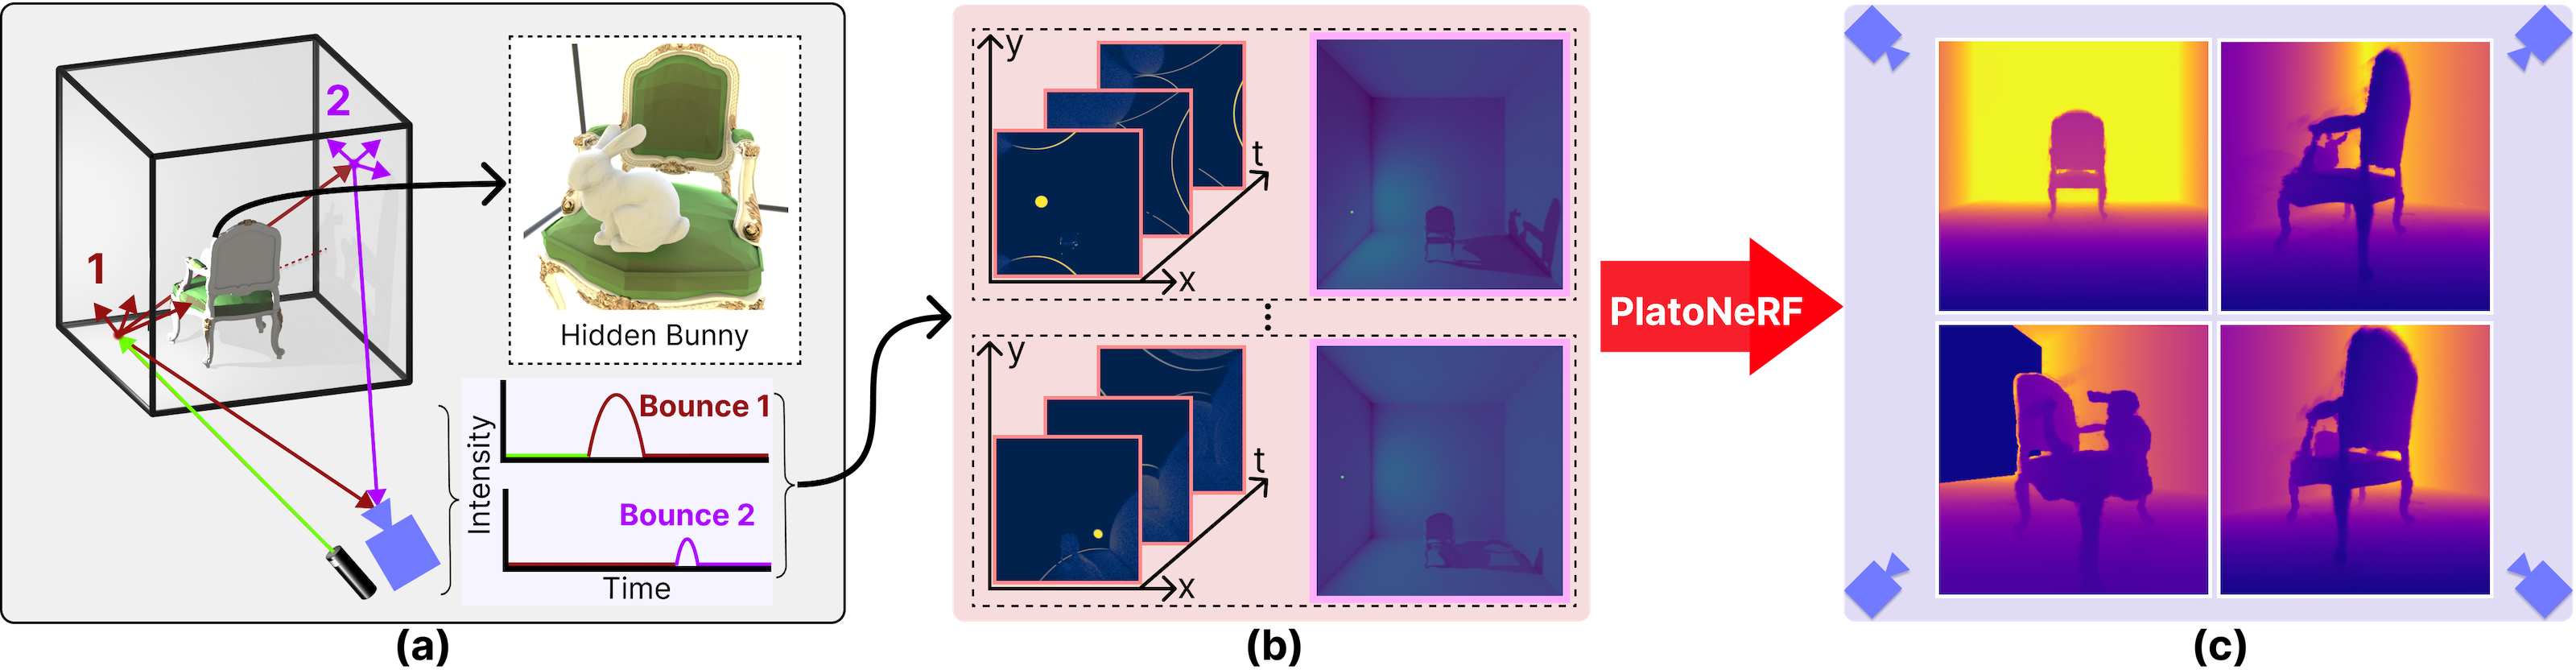 2
1
Hidden Bunny
Intensity
Bounce 1
Bounce 2
Time
(a)
y
t
x
y
t
x
(b)
PlatoNeRF
(c)